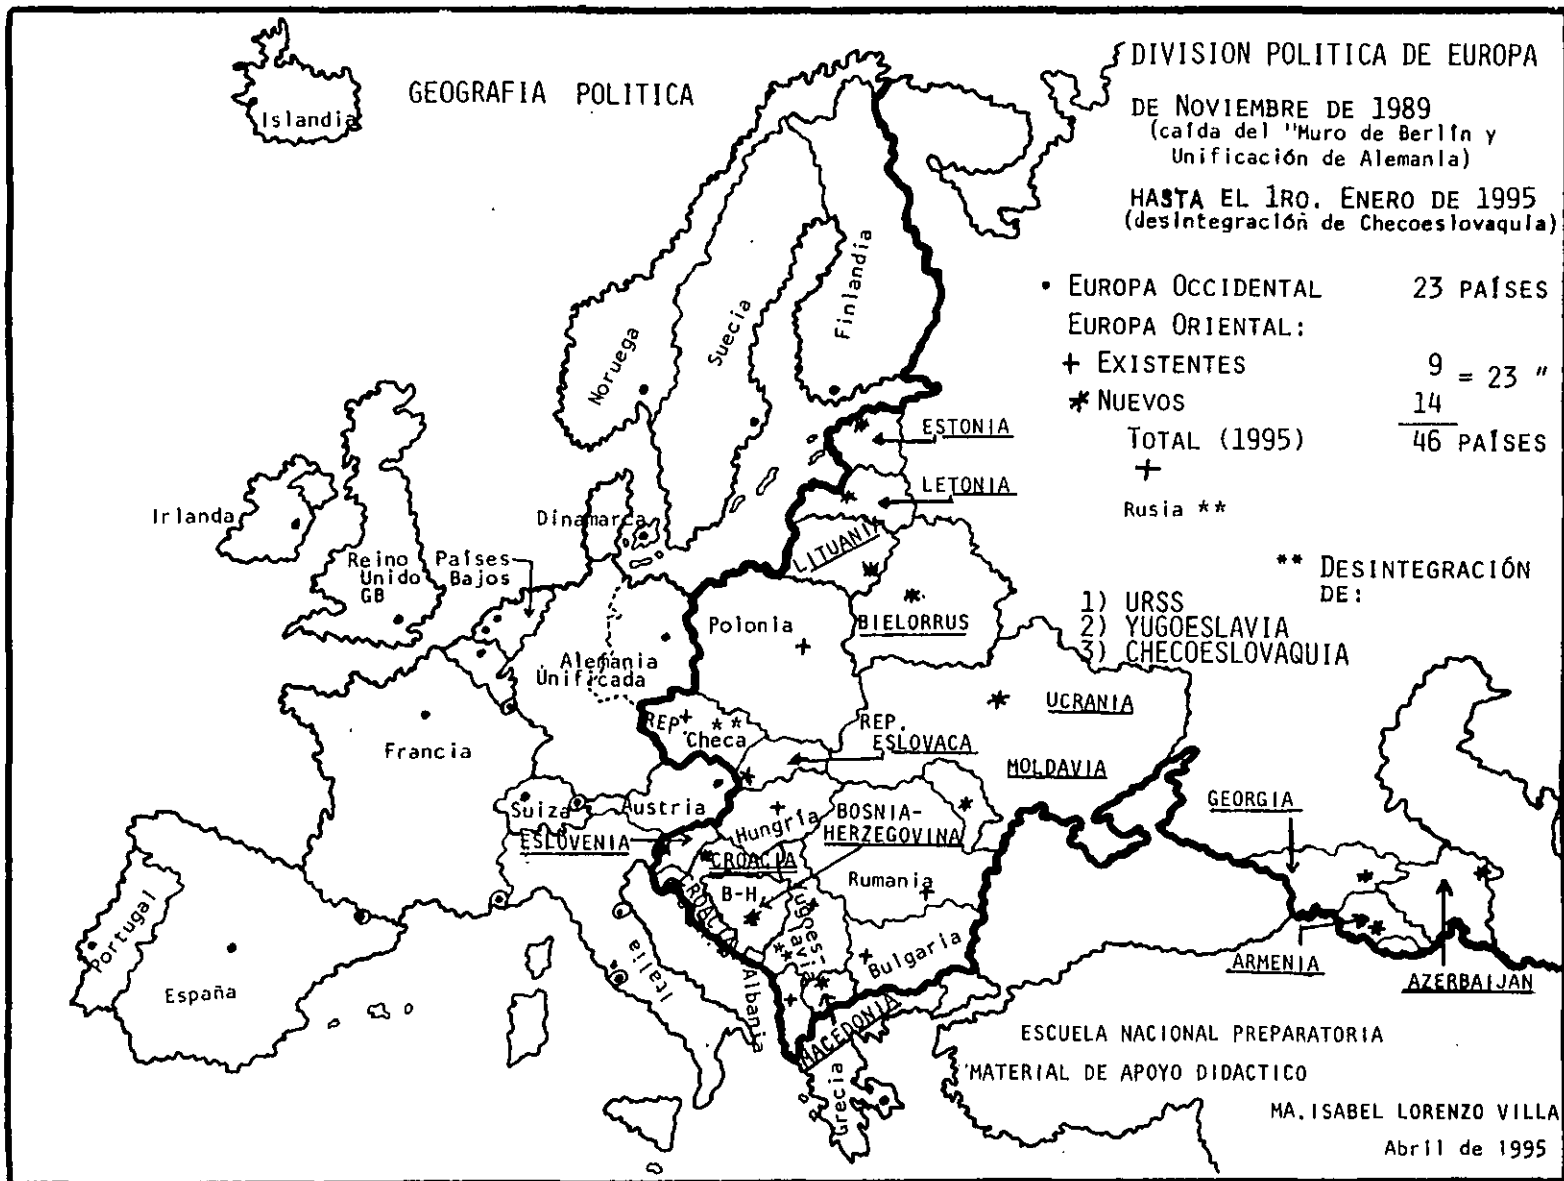 GEOGRAFIA POLITICA
DIVISION POLITICA DE EUROPA
DE NOVIEMBRE DE 1989
(caída del "Muro de Berlín y
Unificación de Alemania)
HASTA EL 1RO. ENERO DE 1995
(desintegración de Checoeslovaquia)
• EUROPA OCCIDENTAL 23 PAÍSES
EUROPA ORIENTAL:
+ EXISTENTES 9
= 23 "
* NUEVOS 14
TOTAL (1995) 46 PAÍSES
+
Rusia **
** DESINTEGRACIÓN
DE:
1) URSS
2) YUGOESLAVIA
3) CHECOESLOVAQUIA
Islandia
Noruega
Suecia
Finlandia
ESTONIA
LETONIA
LITUANIA
BIELORRUS
Irlanda
Reino
Unido
GB
Países
Bajos
Dinamarca
Alemania
Unificada
Polonia
REP.
Checa
**
REP.
ESLOVACA
UCRANIA
MOLDAVIA
Francia
Suiza
Austria
ESLOVENIA
Hungría
BOSNIA-
HERZEGOVINA
CROACIA
CROACIA
B-H
Yugoes-
lavia
**
Rumania
Bulgaria
GEORGIA
ARMENIA
AZERBAIJAN
Portugal
España
Italia
Albania
MACEDONIA
Grecia
ESCUELA NACIONAL PREPARATORIA
MATERIAL DE APOYO DIDACTICO
MA. ISABEL LORENZO VILLA
Abril de 1995